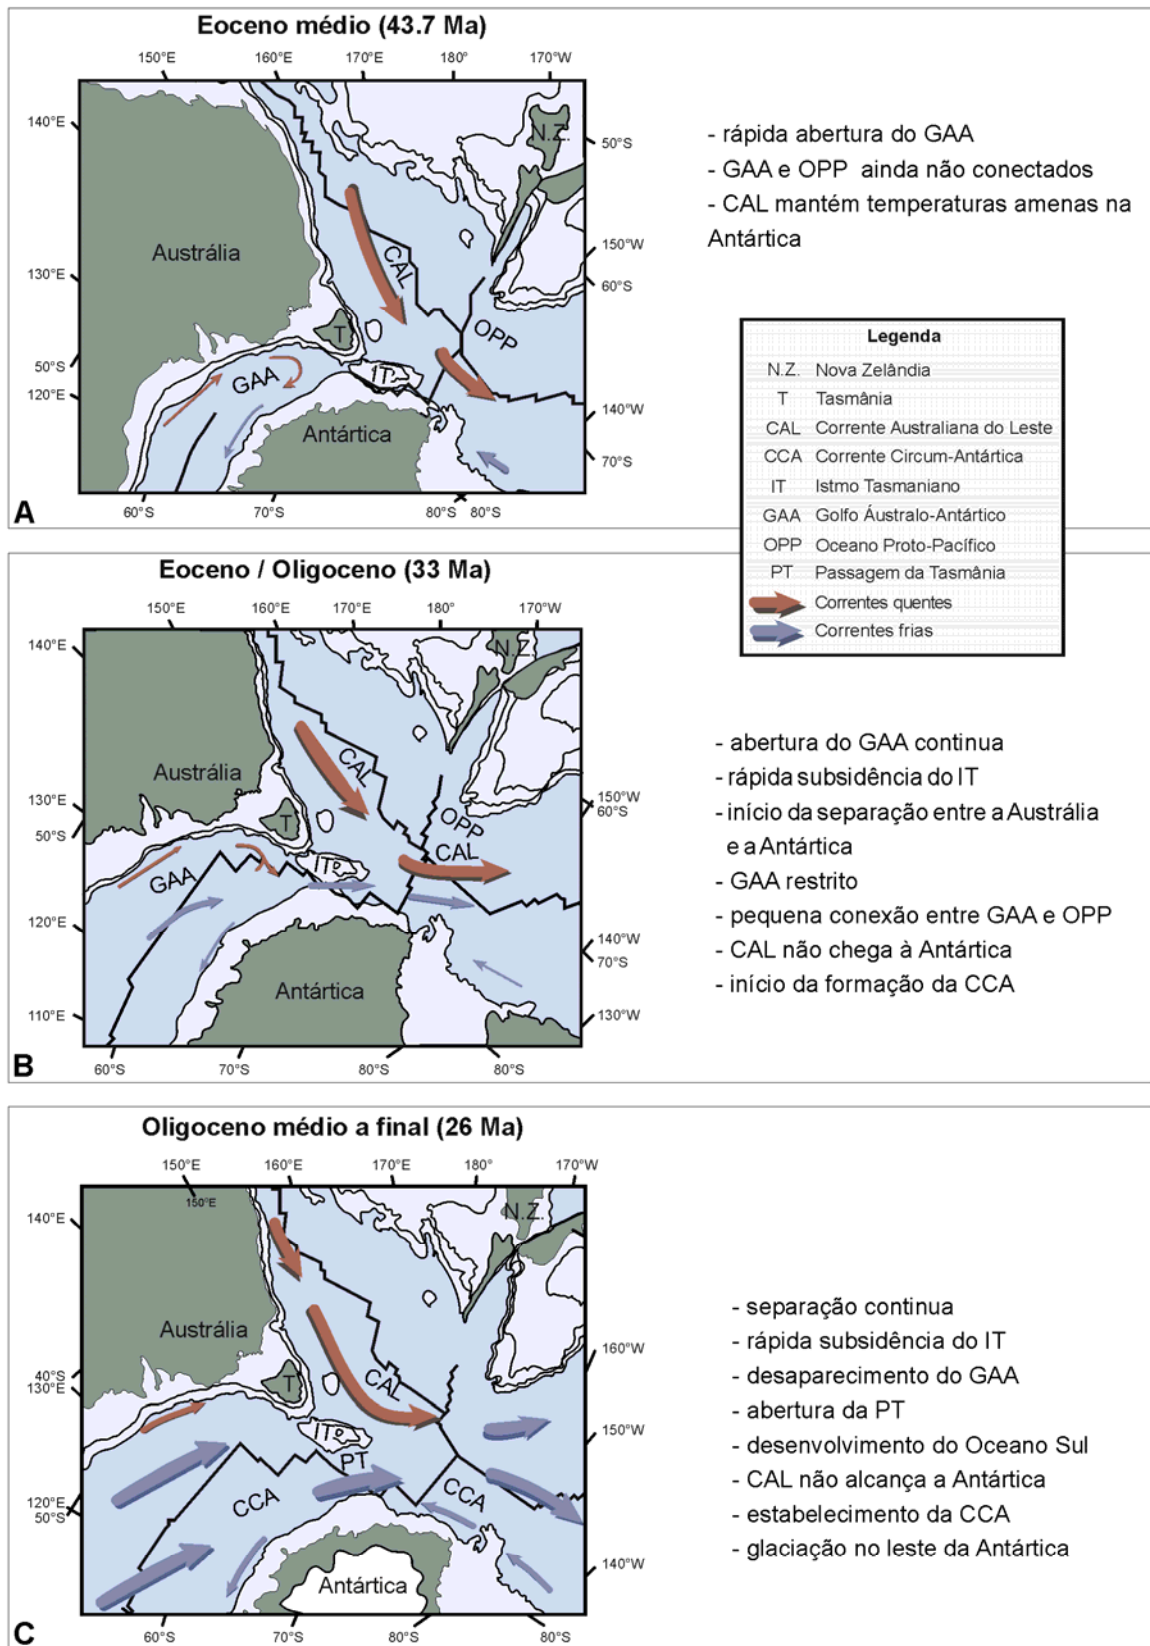 Eoceno médio (43.7 Ma)
150°E 160°E 170°E 180° 170°W
140°E
N.Z.
50°S
Austrália
CAL
150°W
130°E
60°S
OPP
T
50°S
GAA
IT
120°E
140°W
Antártica
70°S
A
60°S 70°S 80°S 80°S
- rápida abertura do GAA
- GAA e OPP ainda não conectados
- CAL mantém temperaturas amenas na
Antártica
Legenda
N.Z. Nova Zelândia
T Tasmânia
CAL Corrente Australiana do Leste
CCA Corrente Circum-Antártica
IT Istmo Tasmaniano
GAA Golfo Áustralo-Antártico
OPP Oceano Proto-Pacífico
PT Passagem da Tasmânia
Correntes quentes
Correntes frias
Eoceno / Oligoceno (33 Ma)
150°E 160°E 170°E 180° 170°W
140°E
N.Z.
Austrália
CAL
130°E
150°W
60°S
50°S
T
OPP
CAL
IT
GAA
120°E
140°W
70°S
Antártica
110°E
130°W
B
60°S 70°S 80°S 80°S
- abertura do GAA continua
- rápida subsidência do IT
- início da separação entre a Austrália
e a Antártica
- GAA restrito
- pequena conexão entre GAA e OPP
- CAL não chega à Antártica
- início da formação da CCA
Oligoceno médio a final (26 Ma)
150°E 160°E 170°E 180° 170°W
150°E
140°E
N.Z.
Austrália
160°W
40°S
130°E
T
CAL
IT
150°W
PT
CCA
CCA
120°E
50°S
140°W
Antártica
C
60°S 70°S 80°S 80°S
- separação continua
- rápida subsidência do IT
- desaparecimento do GAA
- abertura da PT
- desenvolvimento do Oceano Sul
- CAL não alcança a Antártica
- estabelecimento da CCA
- glaciação no leste da Antártica